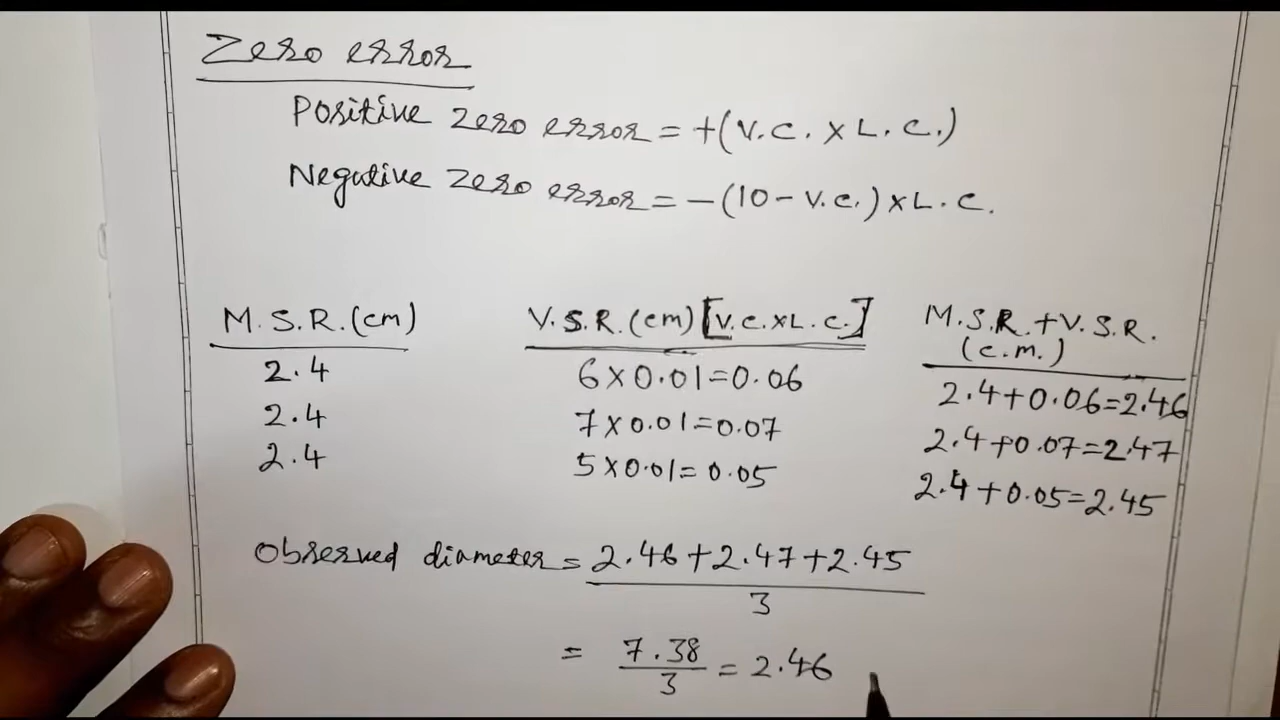 Zero error
Positive zero error = +(V.C. × L.C.)
Negative zero error = -(10 - V.C.) × L.C.
M.S.R.(cm) V.S.R.(cm) [V.C.×L.C.] M.S.R.+V.S.R.
(c.m.)
2.4 6×0.01=0.06 2.4+0.06=2.46
2.4 7×0.01=0.07 2.4+0.07=2.47
2.4 5×0.01=0.05 2.4+0.05=2.45
Observed diameter = 2.46+2.47+2.45
3
= 7.38/3 = 2.46